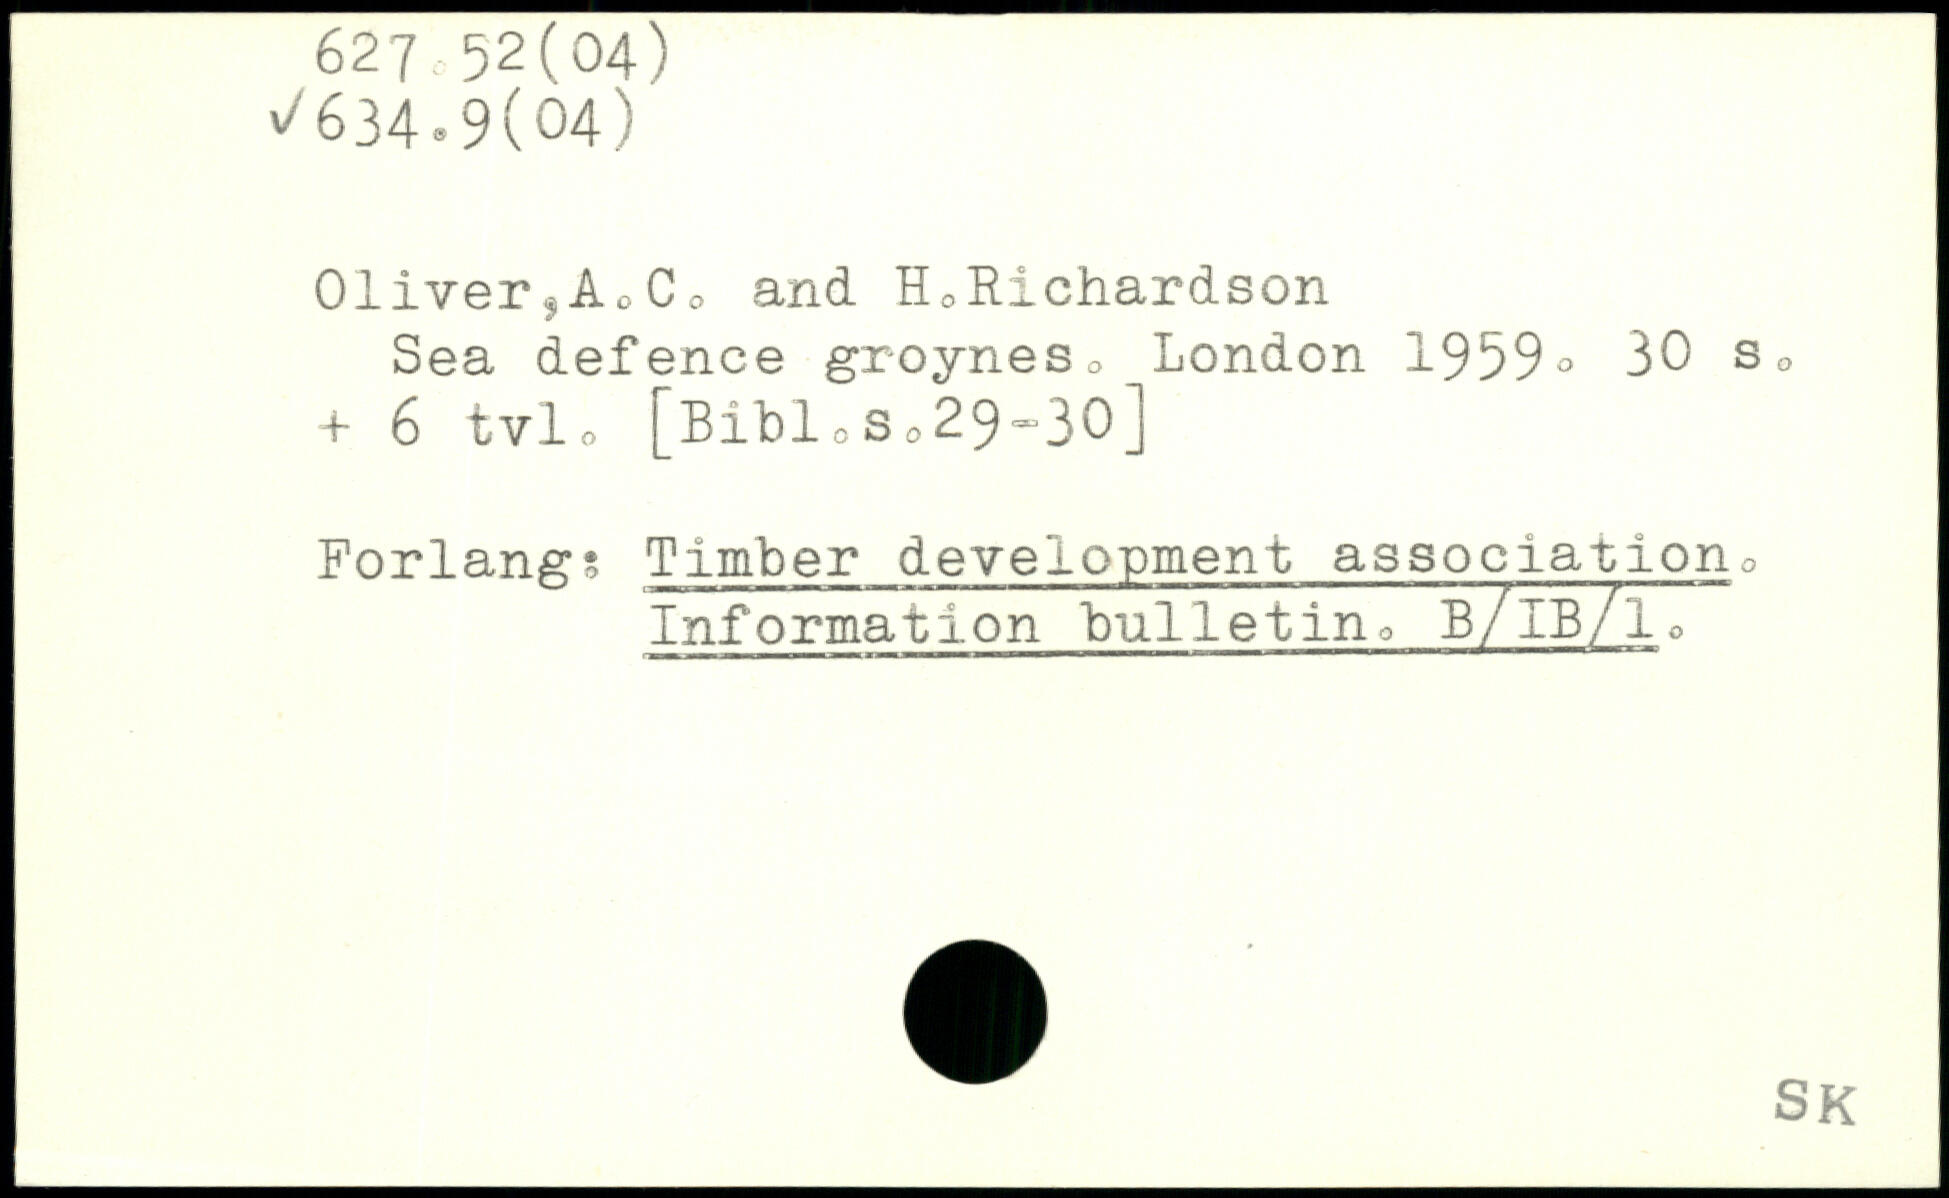 627.52(04)
✓634.9(04)
Oliver,A.C. and H.Richardson
Sea defence groynes. London 1959. 30 s.
+ 6 tvl. [Bibl.s.29-30]
Forlang: Timber development association.
Information bulletin. B/IB/1.
SK